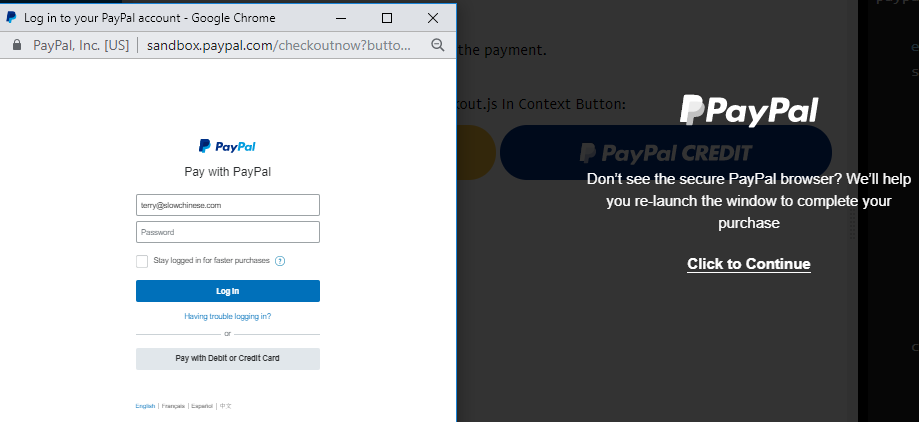 Log in to your PayPal account - Google Chrome
PayPal, Inc. [US] | sandbox.paypal.com/checkoutnow?butto...
PayPal
Pay with PayPal
terry@slowchinese.com
Password
Stay logged in for faster purchases ?
Log In
Having trouble logging in?
or
Pay with Debit or Credit Card
English | Français | Español | 中文
the payment.
out.js In Context Button:
PayPal
PayPal CREDIT
Don't see the secure PayPal browser? We'll help
you re-launch the window to complete your
purchase
Click to Continue
e
s
c